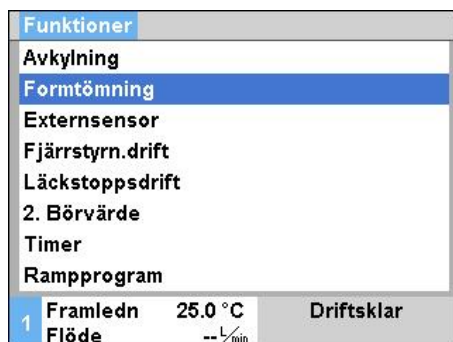 Funktioner
Avkylning
Formtömning
Externsensor
Fjärrstyrn.drift
Läckstoppsdrift
2. Börvärde
Timer
Rampprogram
1 Framledn 25.0 °C Driftsklar
Flöde -- L/min